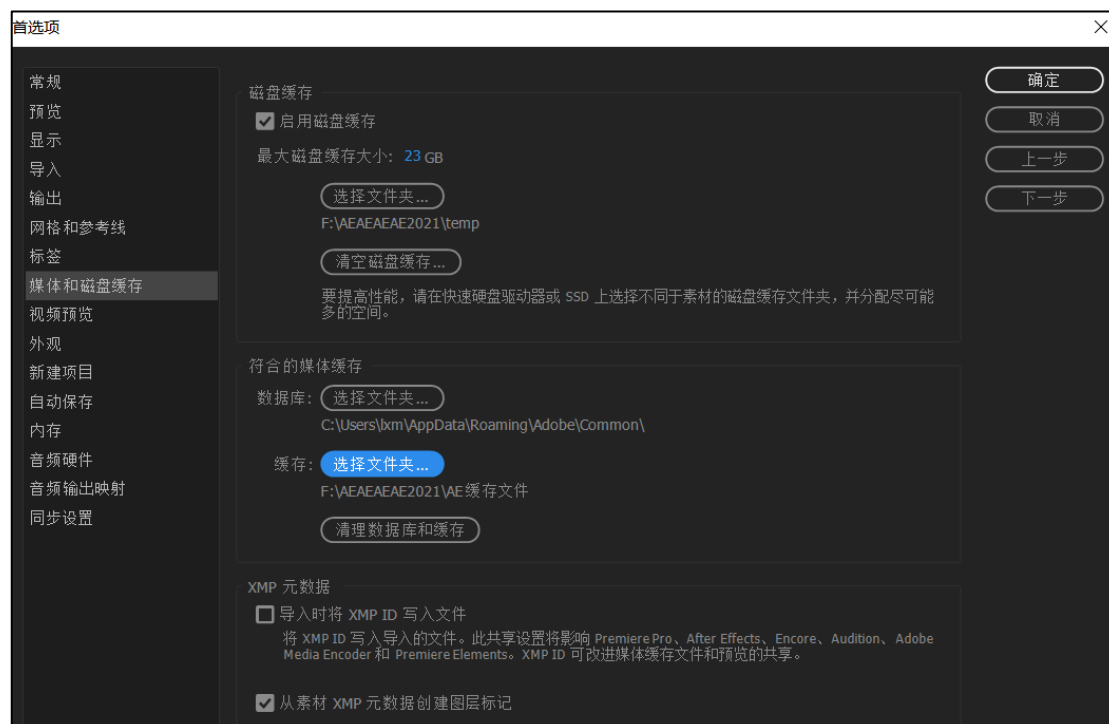 首选项
常规
预览
显示
导入
输出
网格和参考线
标签
媒体和磁盘缓存
视频预览
外观
新建项目
自动保存
内存
音频硬件
音频输出映射
同步设置
磁盘缓存
启用磁盘缓存
最大磁盘缓存大小: 23 GB
选择文件夹...
F:\AEAEAEAE2021\temp
清空磁盘缓存...
要提高性能，请在快速硬盘驱动器或 SSD 上选择不同于素材的磁盘缓存文件夹，并分配尽可能
多的空间。
符合的媒体缓存
数据库: 选择文件夹...
C:\Users\lxm\AppData\Roaming\Adobe\Common\
缓存: 选择文件夹...
F:\AEAEAEAE2021\AE缓存文件
清理数据库和缓存
XMP 元数据
导入时将 XMP ID 写入文件
将 XMP ID 写入导入的文件。此共享设置将影响 Premiere Pro、After Effects、Encore、Audition、Adobe
Media Encoder 和 Premiere Elements。XMP ID 可改进媒体缓存文件和预览的共享。
从素材 XMP 元数据创建图层标记
确定
取消
上一步
下一步